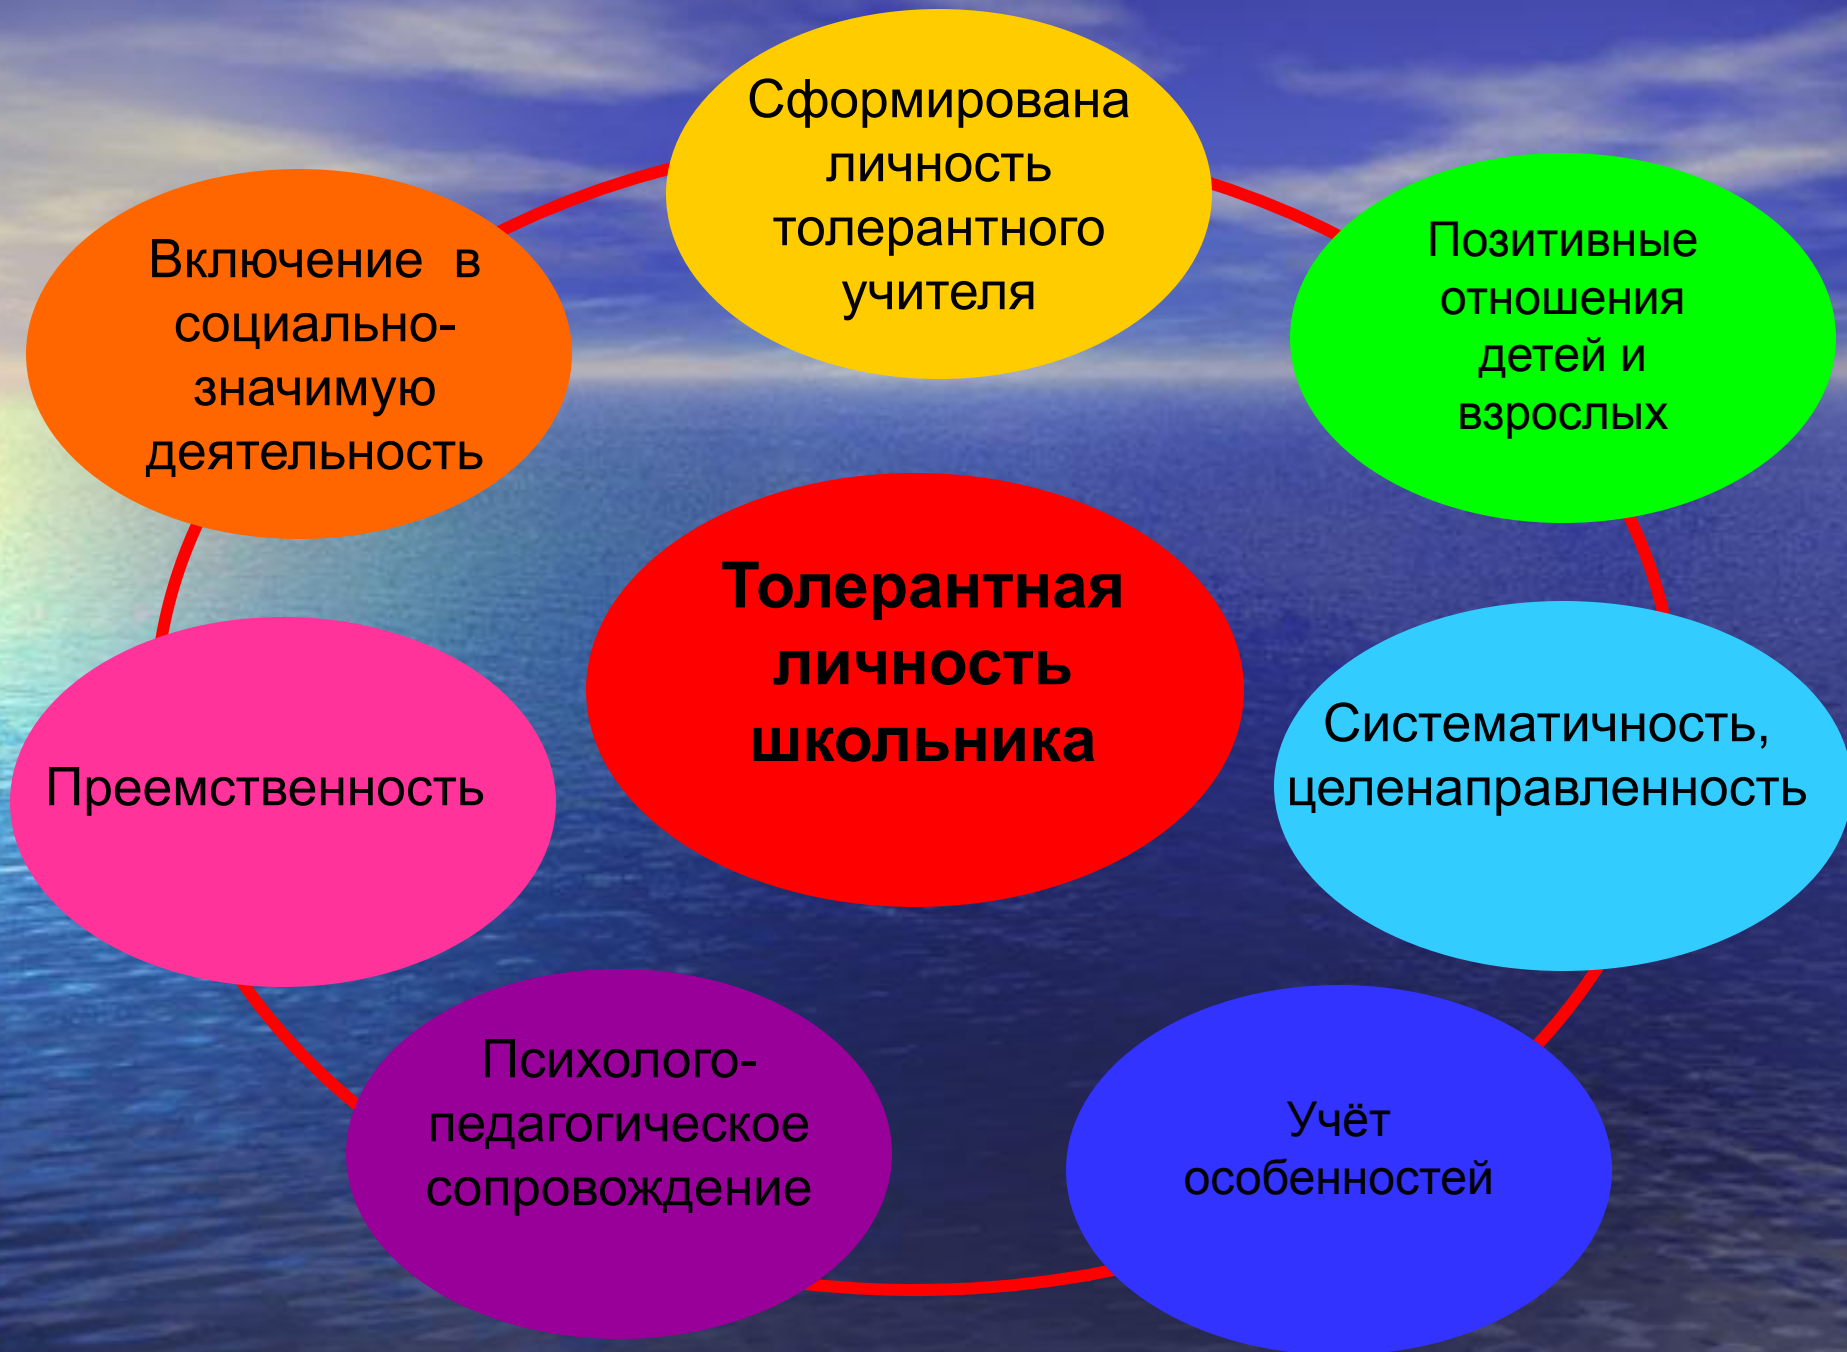 Сформирована
личность
толерантного
учителя
Включение в
социально-
значимую
деятельность
Позитивные
отношения
детей и
взрослых
Толерантная
личность
школьника
Преемственность
Систематичность,
целенаправленность
Психолого-
педагогическое
сопровождение
Учёт
особенностей